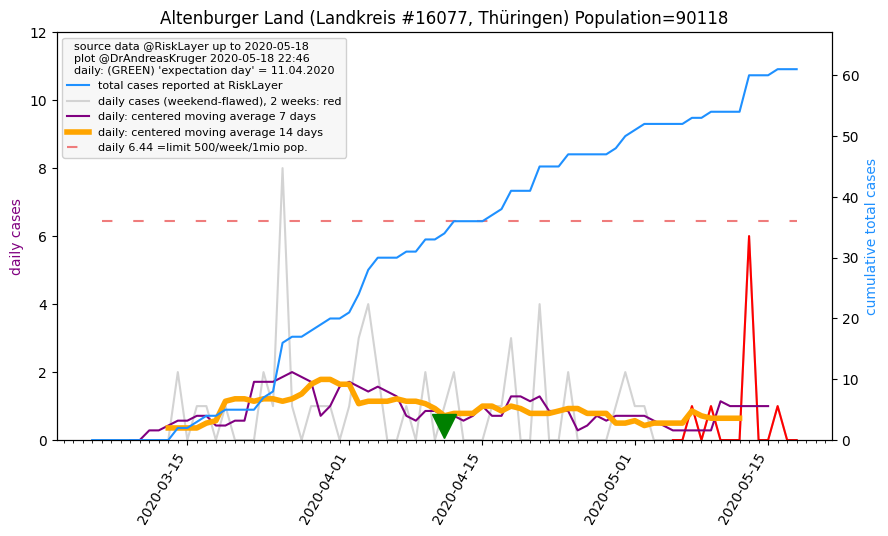 Altenburger Land (Landkreis #16077, Thüringen) Population=90118
source data @RiskLayer up to 2020-05-18
plot @DrAndreasKruger 2020-05-18 22:46
daily: (GREEN) 'expectation day' = 11.04.2020
total cases reported at RiskLayer
daily cases (weekend-flawed), 2 weeks: red
daily: centered moving average 7 days
daily: centered moving average 14 days
daily 6.44 =limit 500/week/1mio pop.
daily cases
12
10
8
6
4
2
0
cumulative total cases
60
50
40
30
20
10
0
2020-03-15
2020-04-01
2020-04-15
2020-05-01
2020-05-15